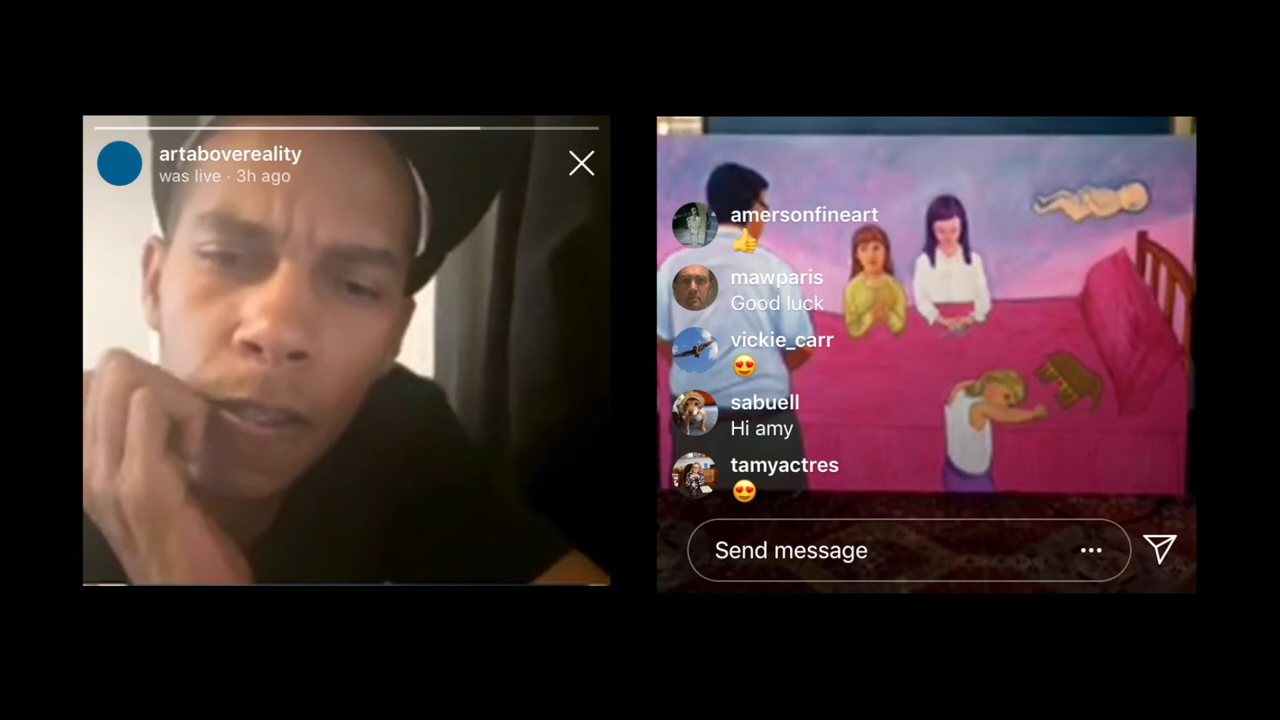 artabovereality
was live · 3h ago
amersonfineart
👍
mawparis
Good luck
vickie_carr
😍
sabuell
Hi amy
tamyactres
😍
Send message